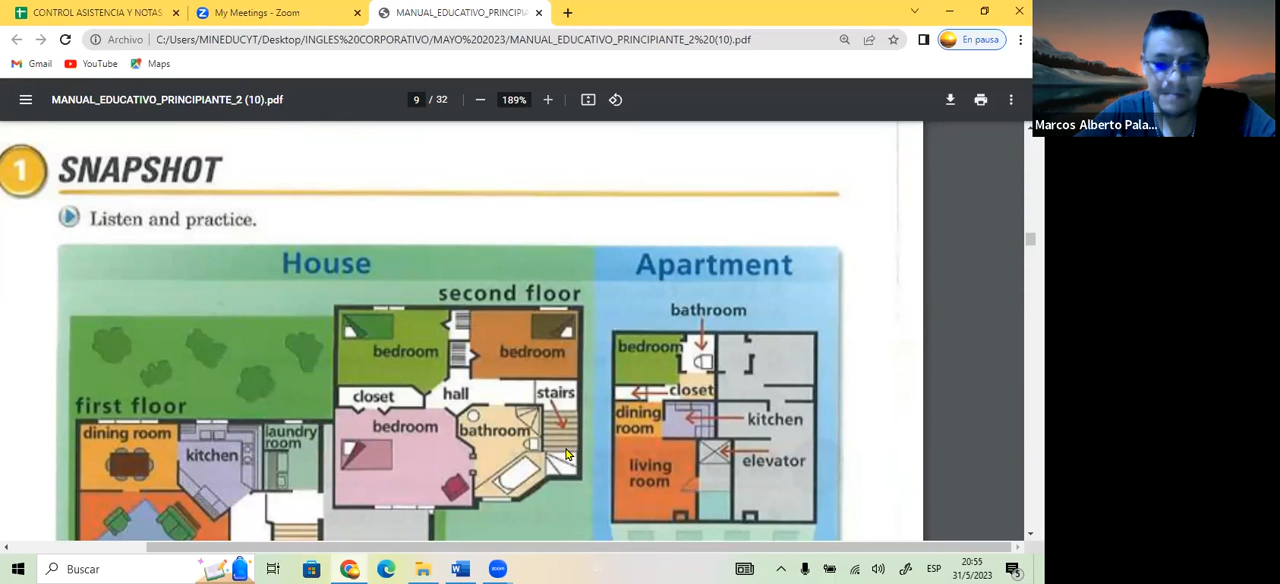 CONTROL ASISTENCIA Y NOTAS
My Meetings - Zoom
MANUAL_EDUCATIVO_PRINCIPIA
Archivo
C:/Users/MINEDUCYT/Desktop/INGLES%20CORPORATIVO/MAYO%202023/MANUAL_EDUCATIVO_PRINCIPIANTE_2%20(10).pdf
En pausa
Gmail
YouTube
Maps
MANUAL_EDUCATIVO_PRINCIPIANTE_2 (10).pdf
9 / 32
189%
Marcos Alberto Pala...
1 SNAPSHOT
Listen and practice.
House
Apartment
second floor
bathroom
bedroom
bedroom
bedroom
closet
hall
stairs
closet
first floor
dining room
kitchen
laundry
room
bedroom
bathroom
dining
room
kitchen
living
room
elevator
Buscar
ESP
20:55
31/5/2023
5